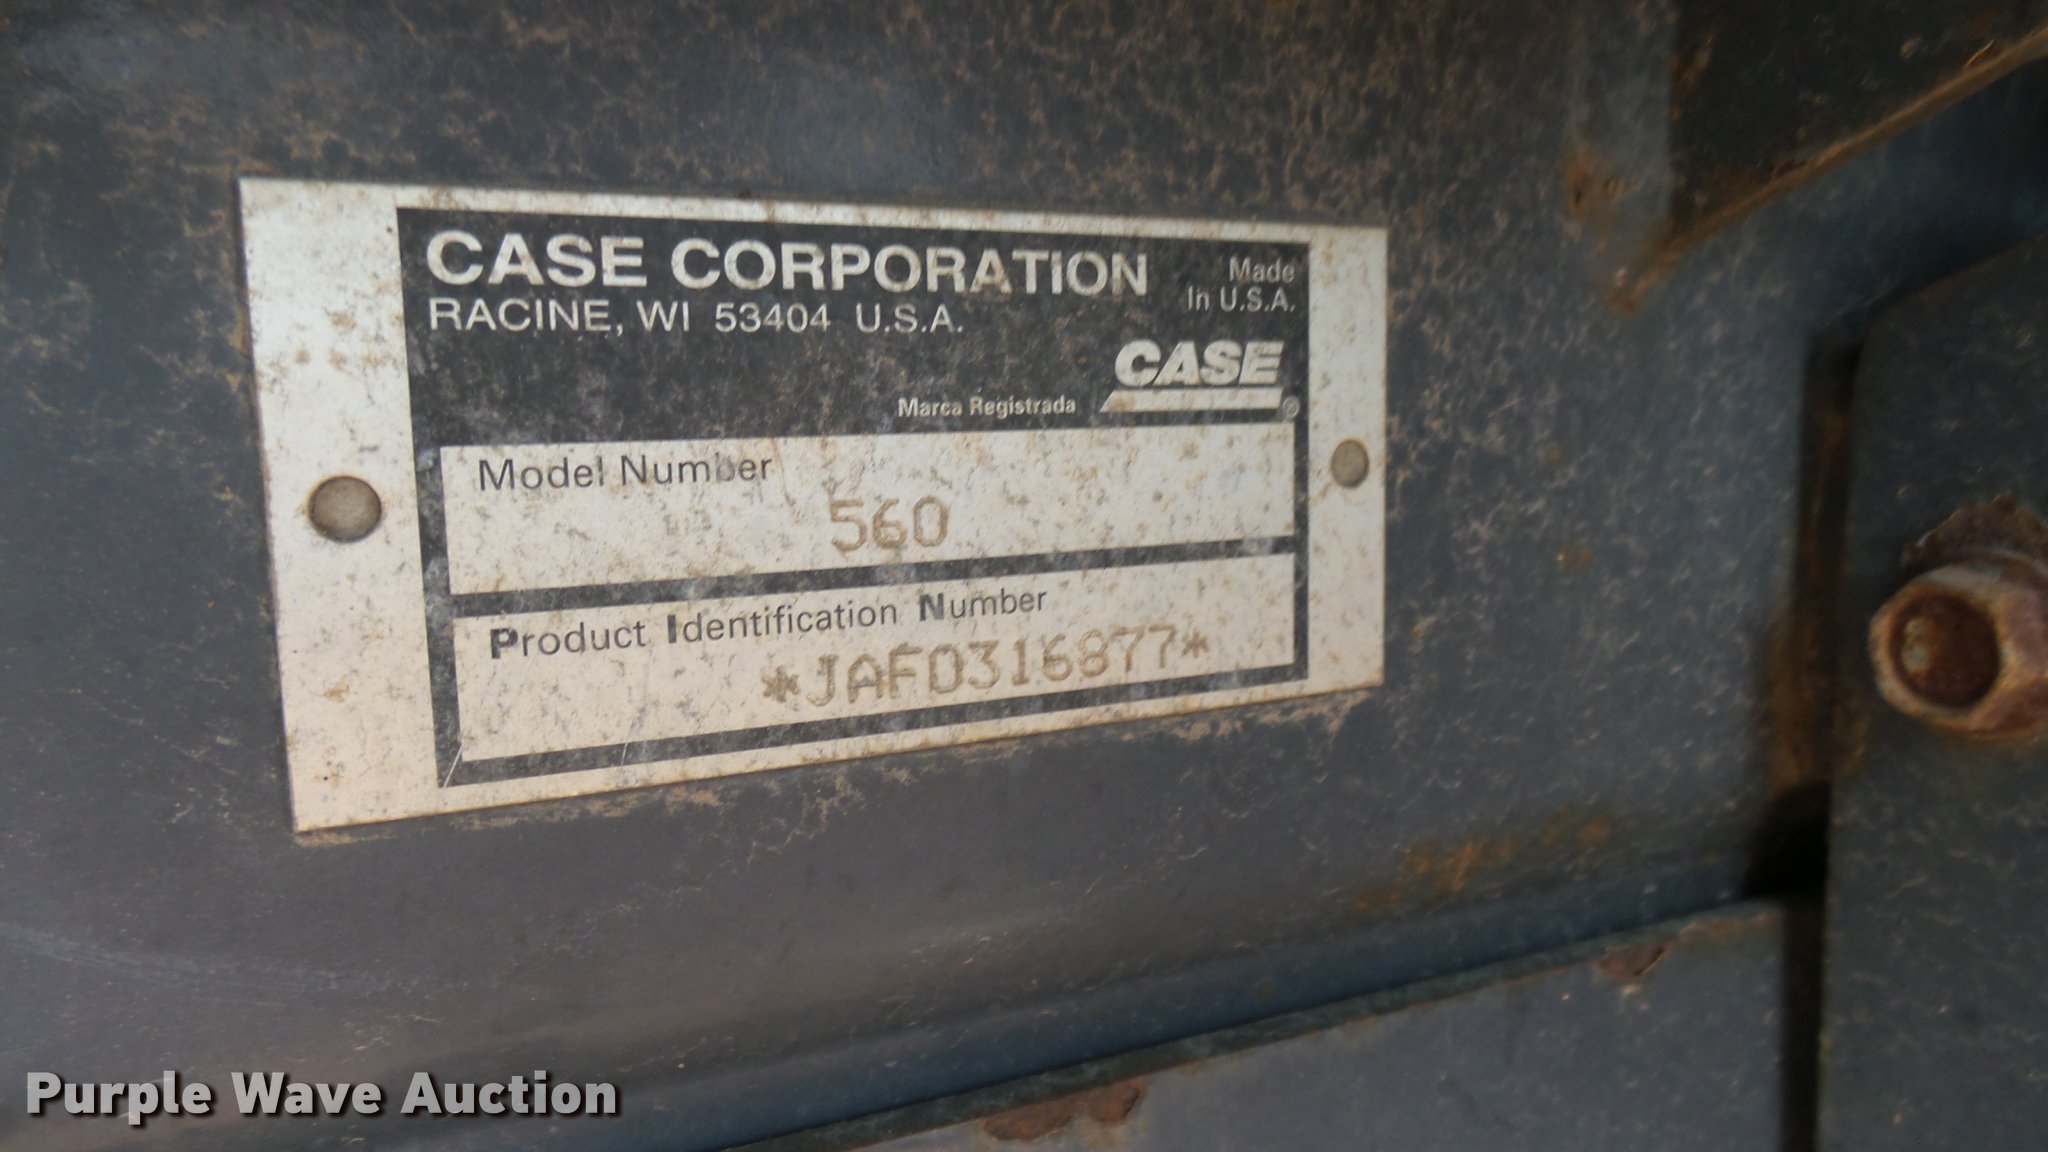 CASE CORPORATION
RACINE, WI 53404 U.S.A.
Made
In U.S.A.
CASE
Marca Registrada ®
Model Number
560
Product Identification Number
*JAF0316877*
Purple Wave Auction